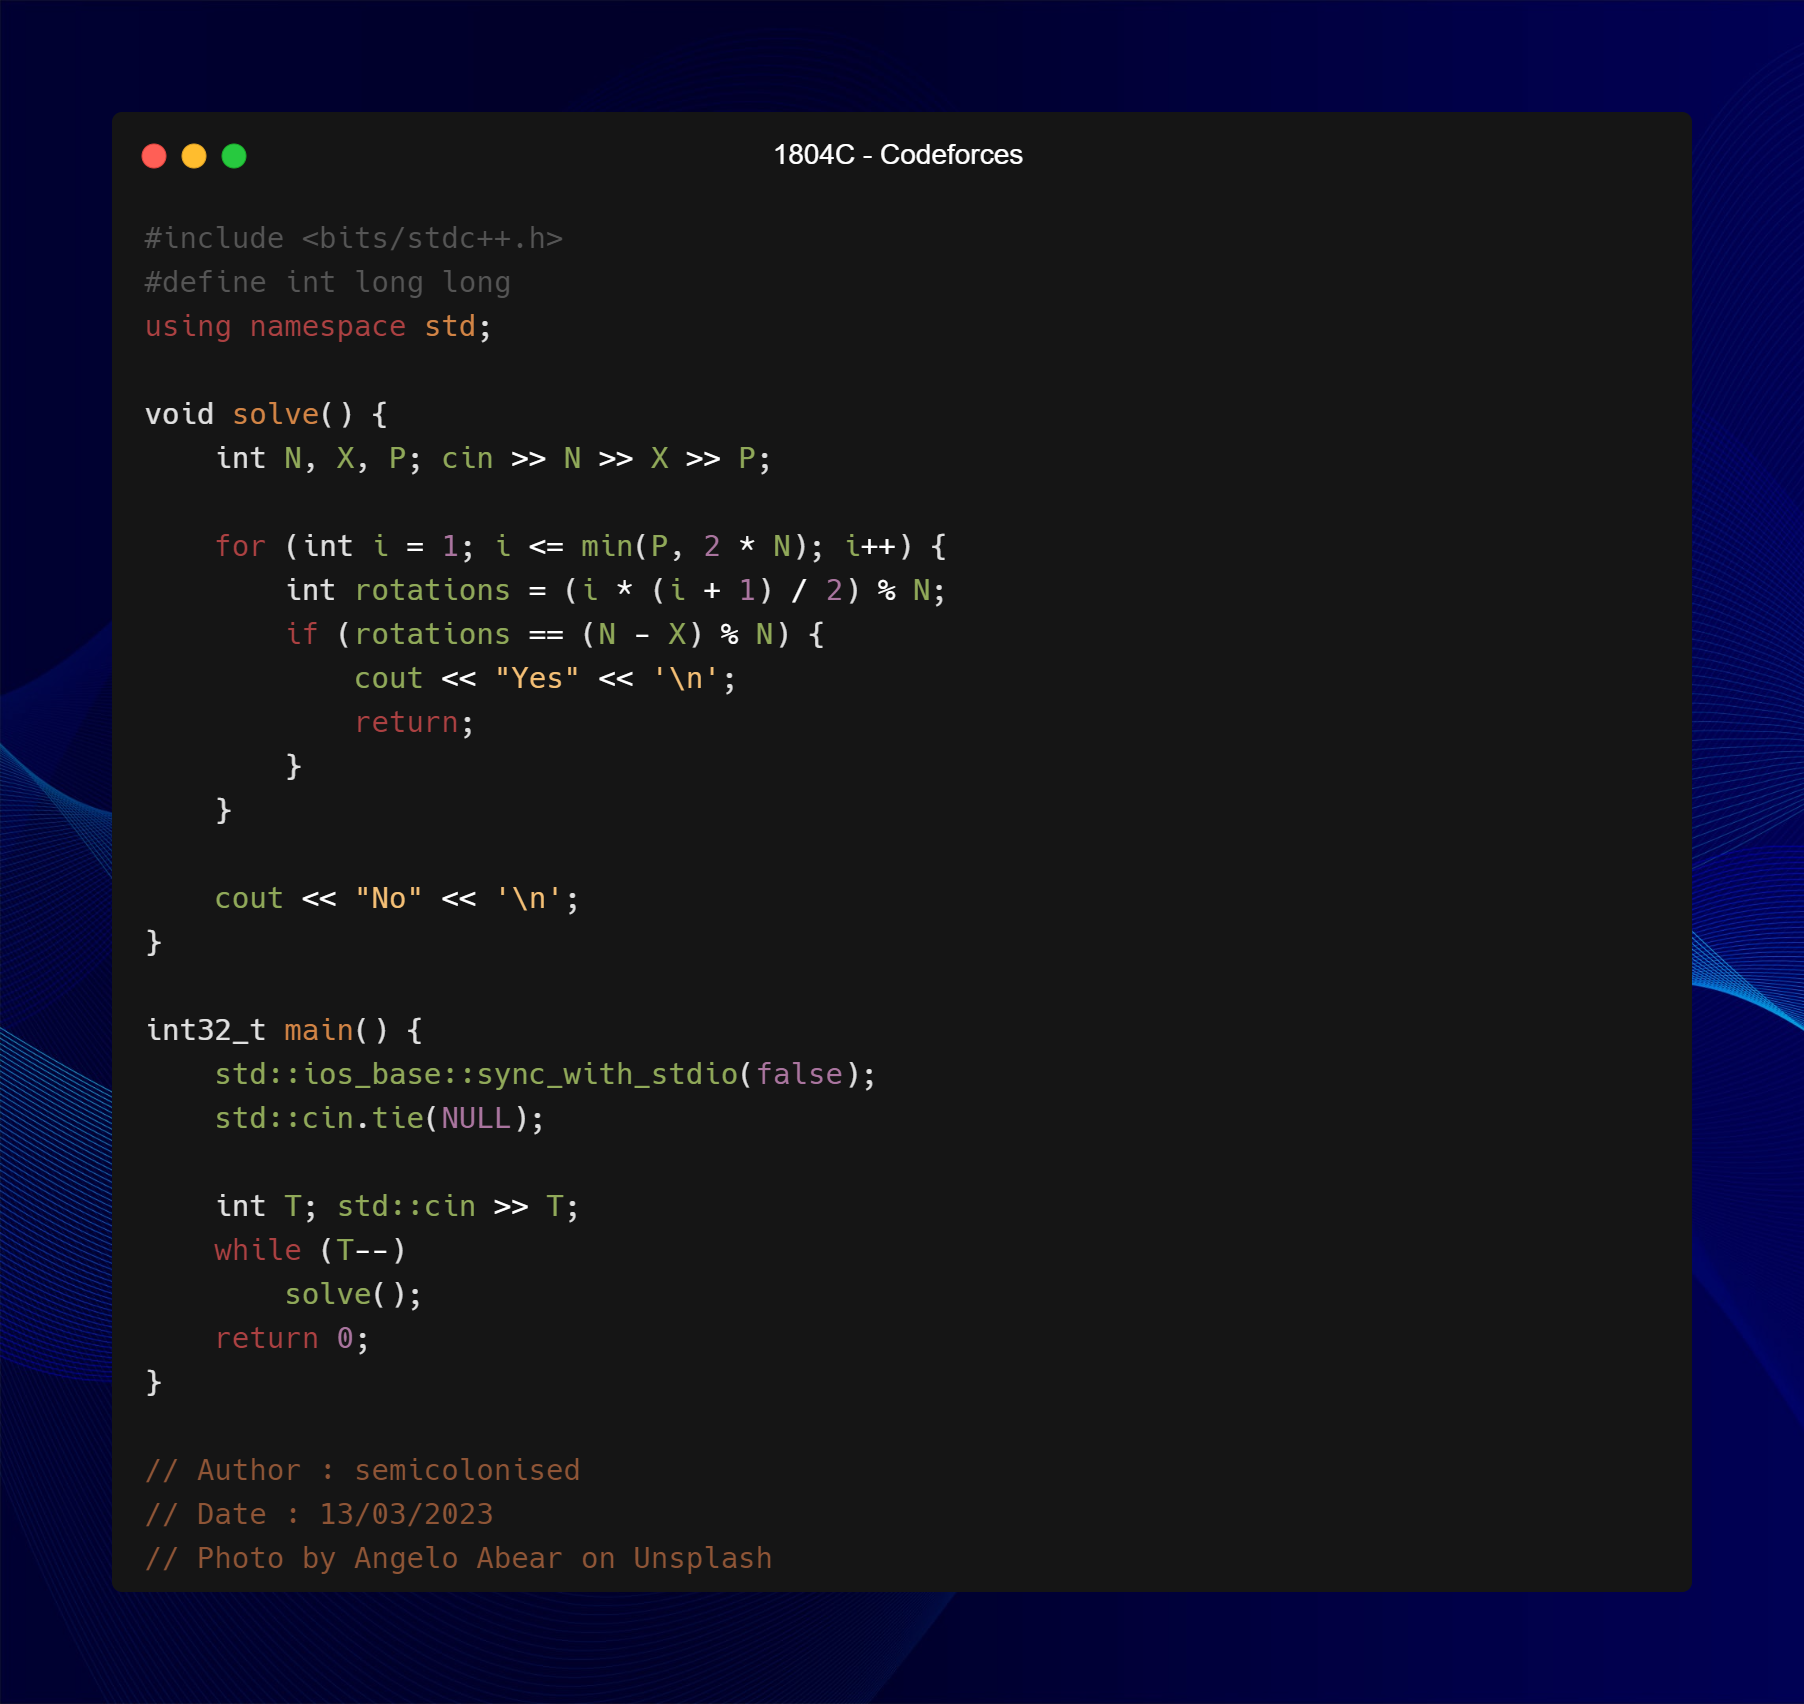 1804C - Codeforces
#include <bits/stdc++.h>
#define int long long
using namespace std;
void solve() {
    int N, X, P; cin >> N >> X >> P;
    for (int i = 1; i <= min(P, 2 * N); i++) {
        int rotations = (i * (i + 1) / 2) % N;
        if (rotations == (N - X) % N) {
            cout << "Yes" << '\n';
            return;
        }
    }
    cout << "No" << '\n';
}
int32_t main() {
    std::ios_base::sync_with_stdio(false);
    std::cin.tie(NULL);
    int T; std::cin >> T;
    while (T--)
        solve();
    return 0;
}
// Author : semicolonised
// Date : 13/03/2023
// Photo by Angelo Abear on Unsplash